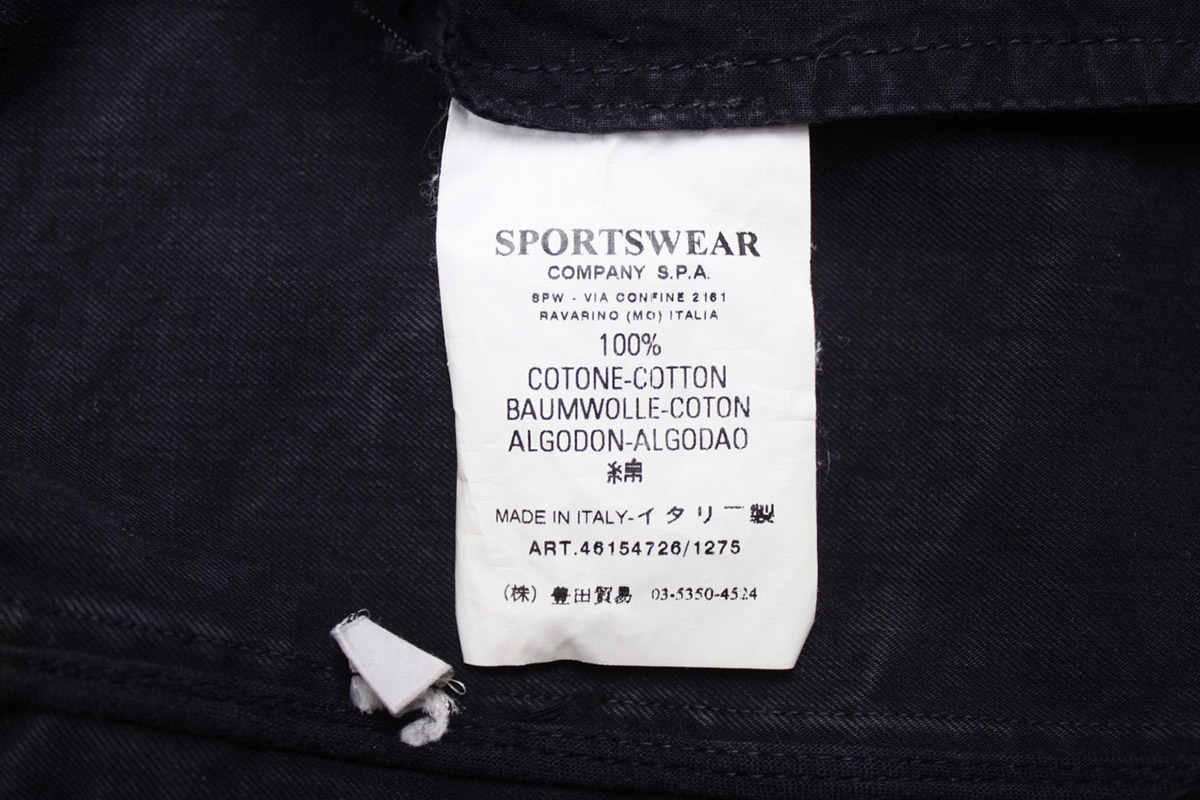 SPORTSWEAR
COMPANY S.P.A.
SPW - VIA CONFINE 2161
RAVARINO (MO) ITALIA
100%
COTONE-COTTON
BAUMWOLLE-COTON
ALGODON-ALGODAO
綿
MADE IN ITALY-イタリー製
ART.46154726/1275
(株) 豊田貿易 03-5350-4524